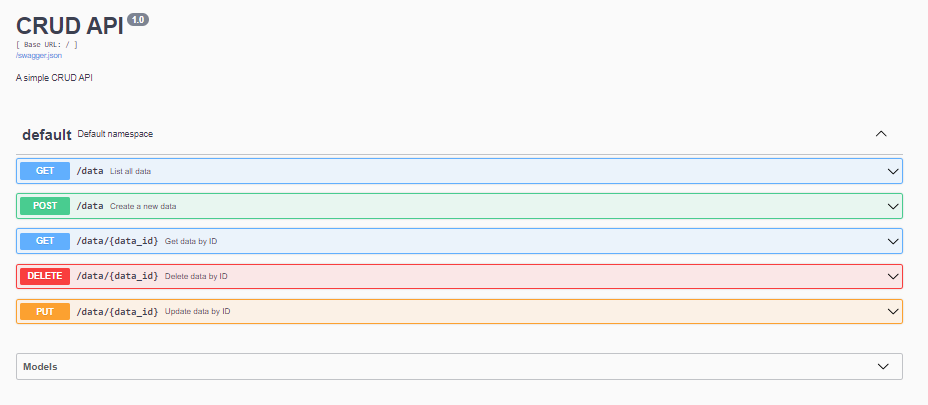 CRUD API 1.0
[ Base URL: / ]
/swagger.json
A simple CRUD API
default Default namespace
GET /data List all data
POST /data Create a new data
GET /data/{data_id} Get data by ID
DELETE /data/{data_id} Delete data by ID
PUT /data/{data_id} Update data by ID
Models